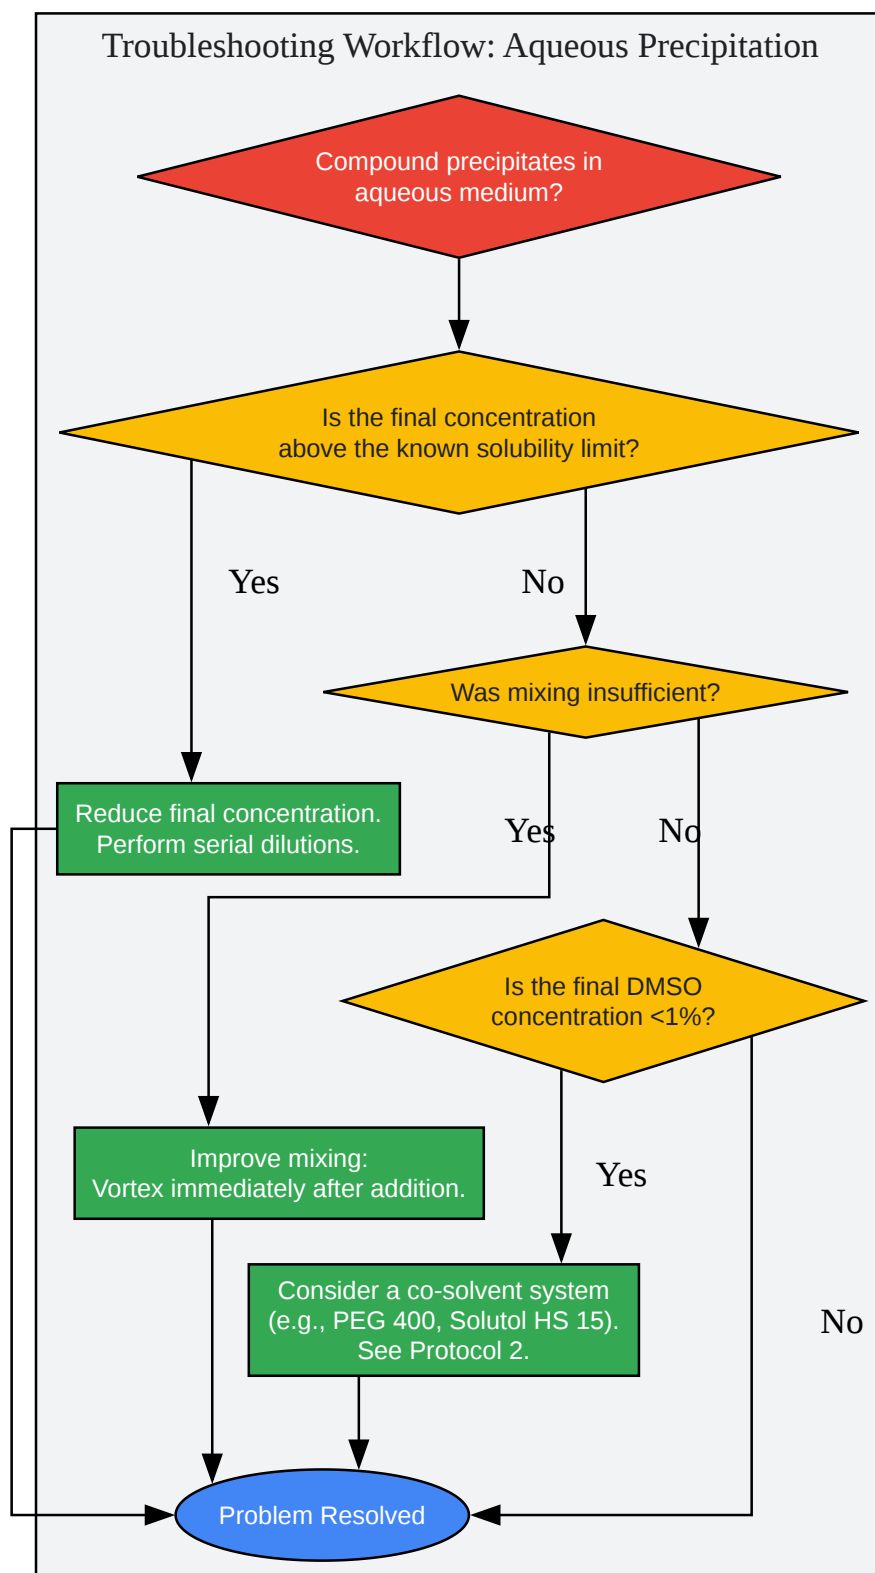 Troubleshooting Workflow: Aqueous Precipitation
Compound precipitates in
aqueous medium?
Is the final concentration
above the known solubility limit?
Yes
No
Was mixing insufficient?
Reduce final concentration.
Perform serial dilutions.
Yes
No
Is the final DMSO
concentration <1%?
Improve mixing:
Vortex immediately after addition.
Yes
Consider a co-solvent system
(e.g., PEG 400, Solutol HS 15).
See Protocol 2.
No
Problem Resolved